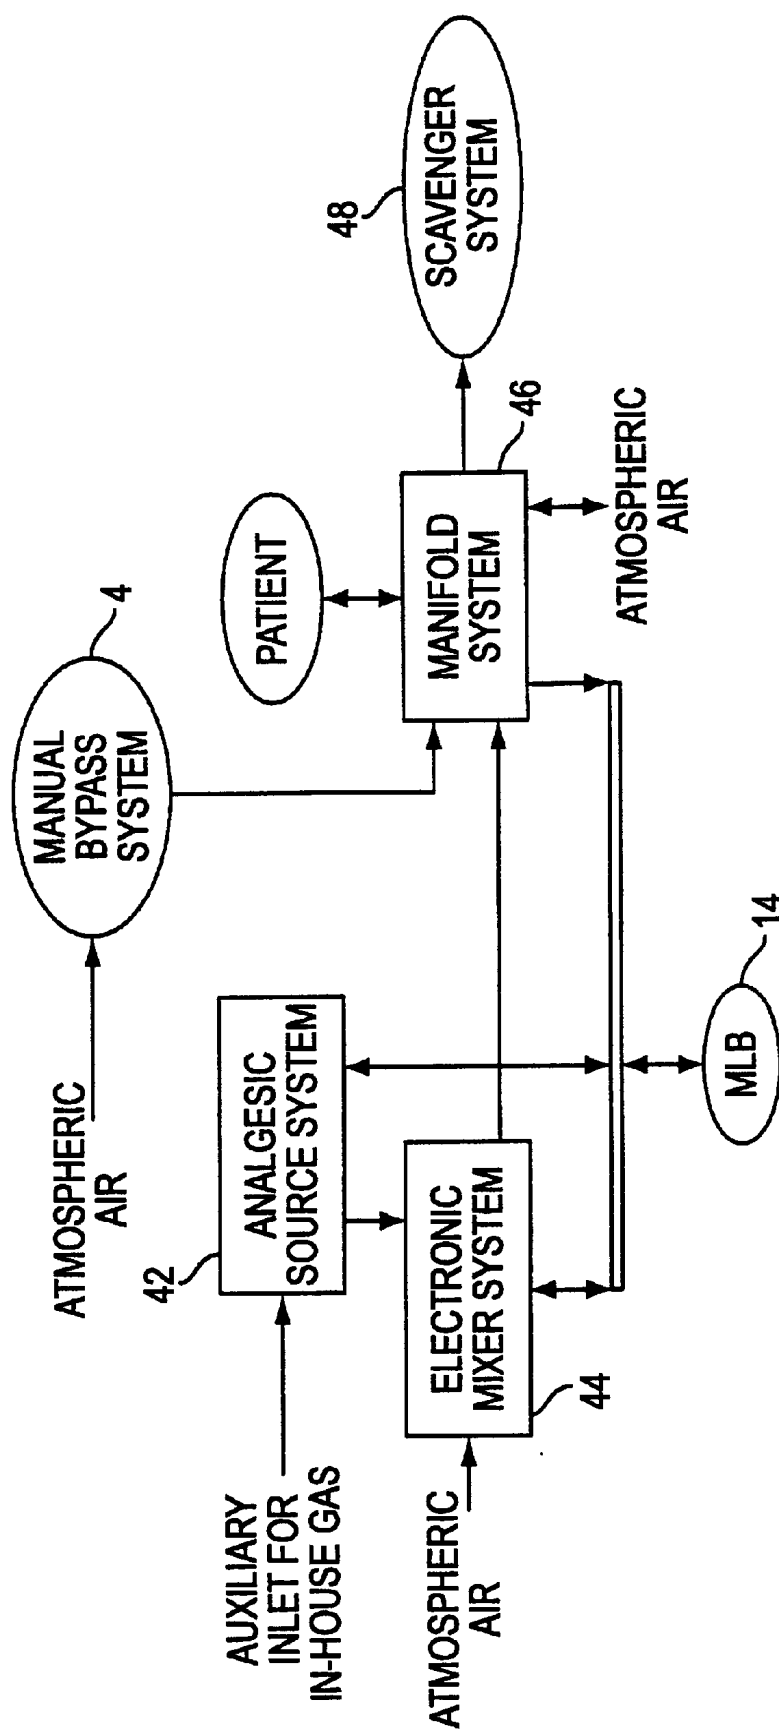 ATMOSPHERIC
AIR
MANUAL
BYPASS
SYSTEM
4
AUXILIARY
INLET FOR
IN-HOUSE GAS
42
ANALGESIC
SOURCE SYSTEM
PATIENT
48
SCAVENGER
SYSTEM
ATMOSPHERIC
AIR
ELECTRONIC
MIXER SYSTEM
44
MANIFOLD
SYSTEM
46
ATMOSPHERIC
AIR
MLB
14